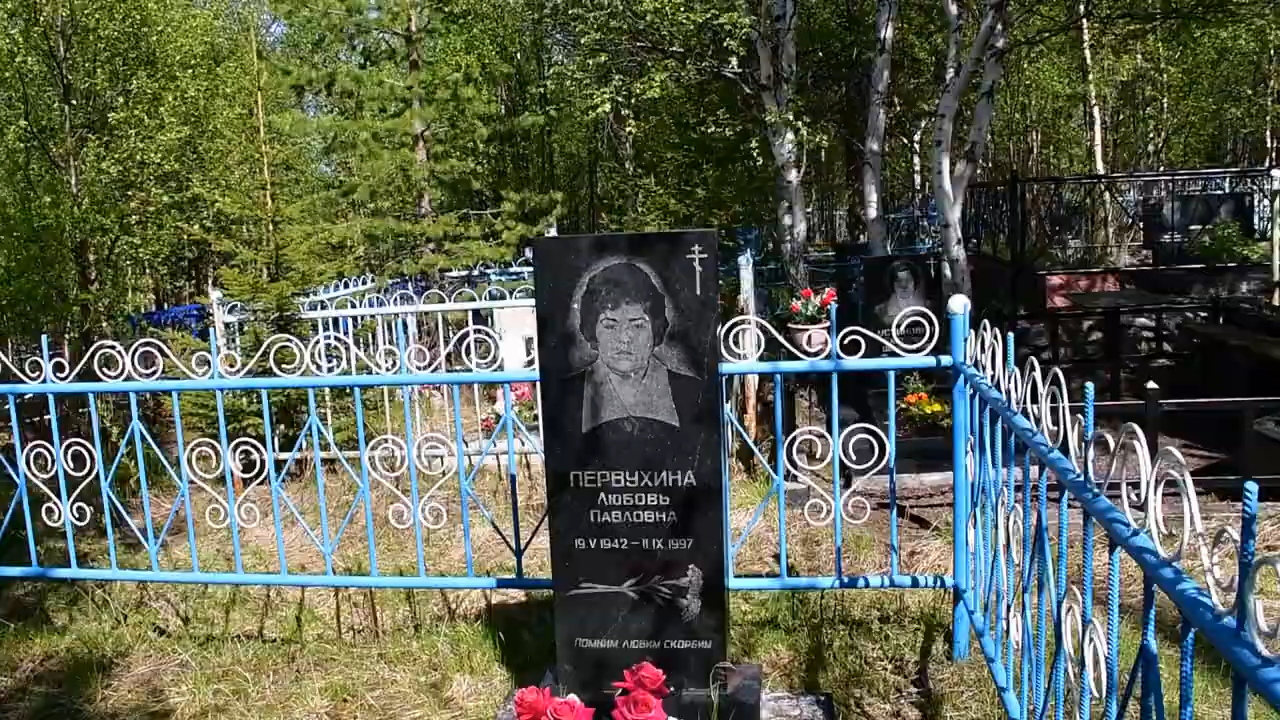 ПЕРВУХИНА
ЛЮБОВЬ
ПАВЛОВНА
19.V 1942 – 11.IX.1997
ПОМНИМ ЛЮБИМ СКОРБИМ